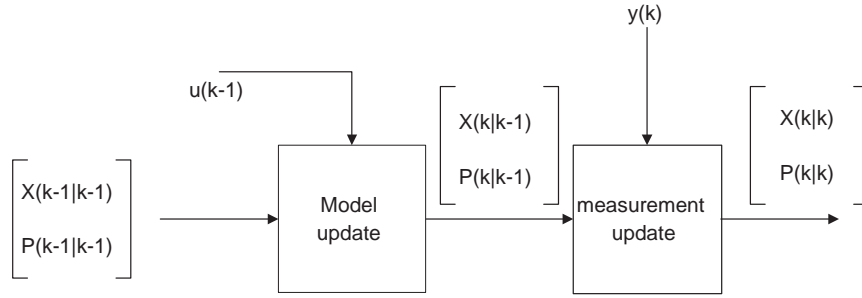 y(k)
u(k-1)
X(k|k-1)
P(k|k-1)
X(k|k)
P(k|k)
X(k-1|k-1)
P(k-1|k-1)
Model
update
measurement
update